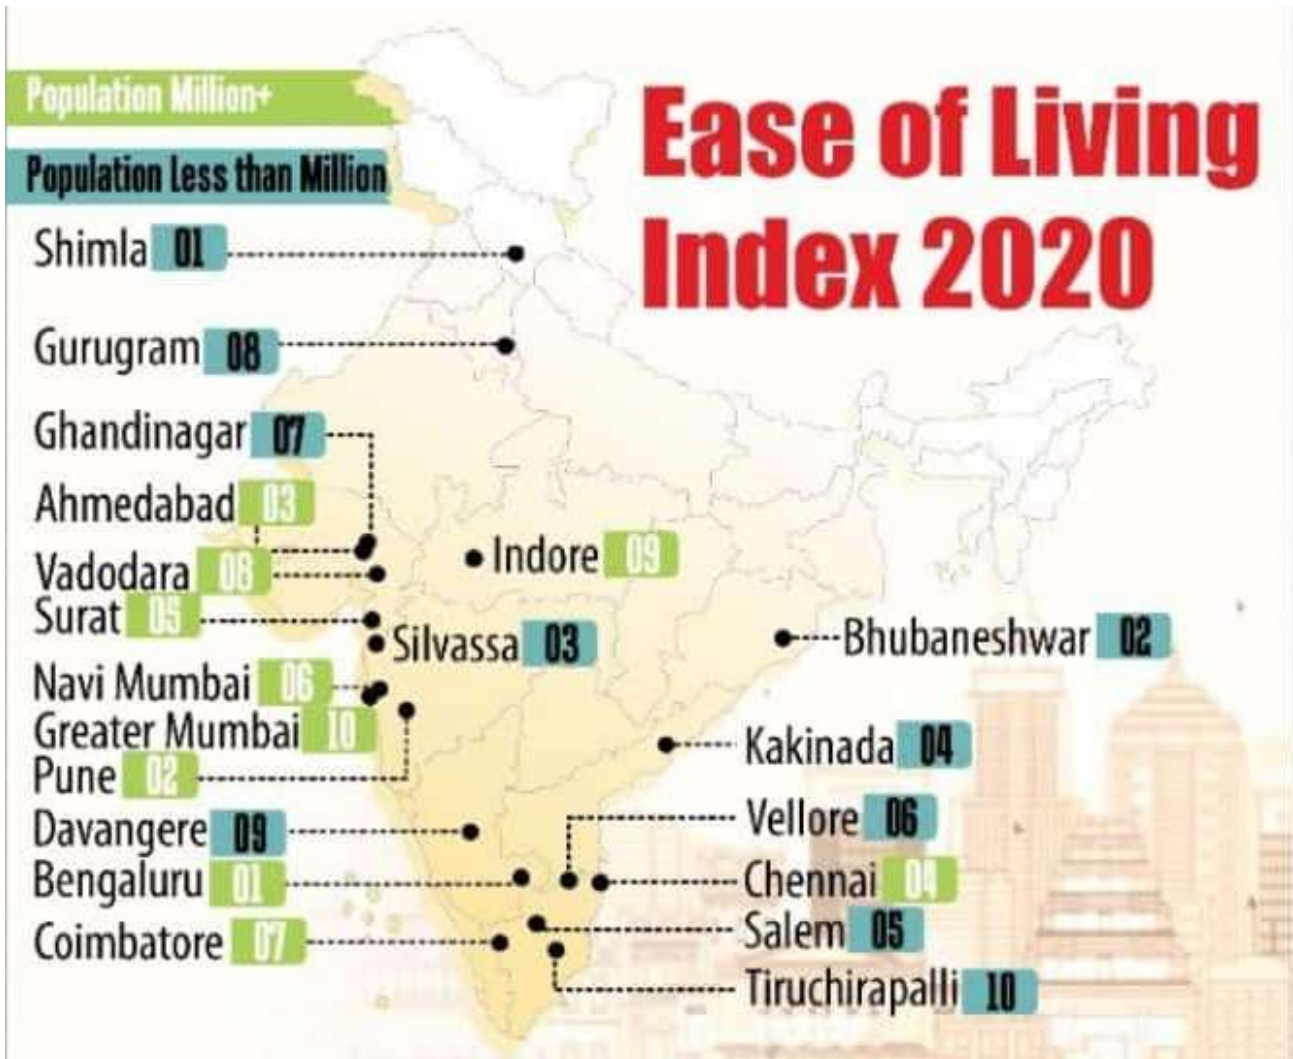 Population Million+
Population Less than Million
Ease of Living
Index 2020
Shimla 01
Gurugram 08
Ghandinagar 07
Ahmedabad 03
Vadodara 08
Surat 05
Navi Mumbai 06
Greater Mumbai 10
Pune 02
Davangere 09
Bengaluru 01
Coimbatore 07
Indore 09
Silvassa 03
Bhubaneshwar 02
Kakinada 04
Vellore 06
Chennai 04
Salem 05
Tiruchirapalli 10